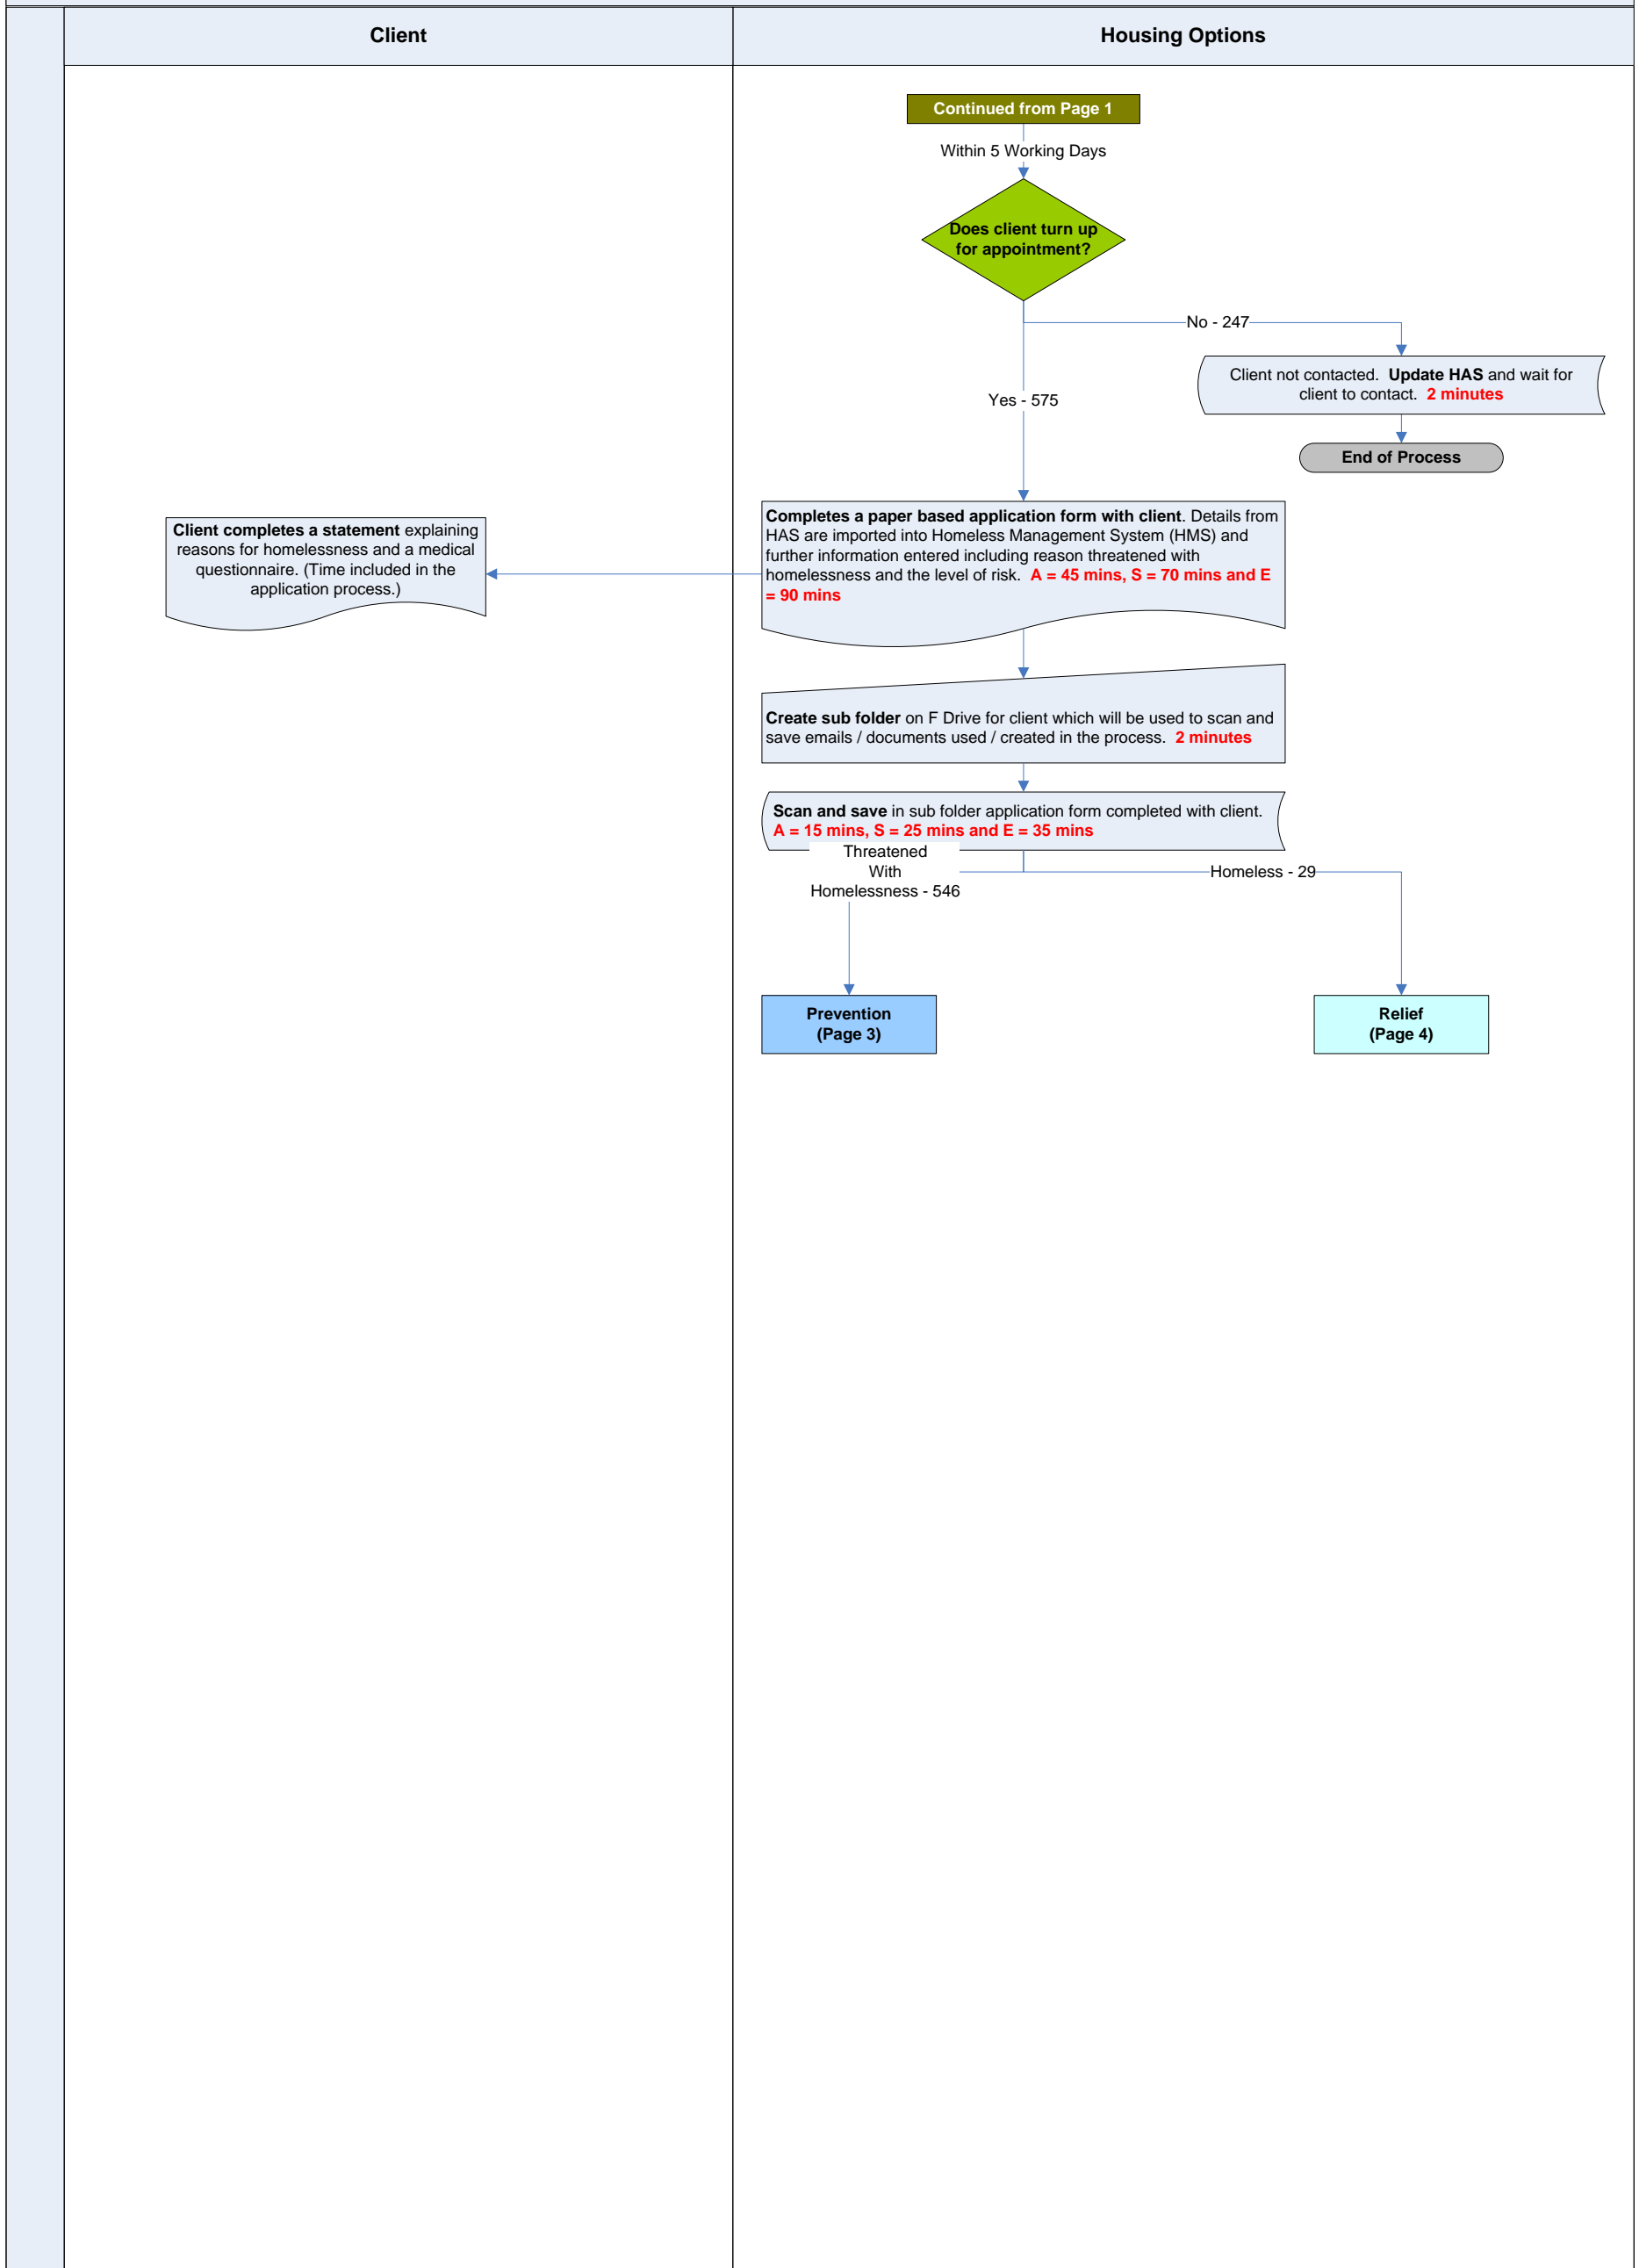 Client
Housing Options
Continued from Page 1
Within 5 Working Days
Does client turn up
for appointment?
No - 247
Client not contacted. Update HAS and wait for
client to contact. 2 minutes
Yes - 575
End of Process
Client completes a statement explaining
reasons for homelessness and a medical
questionnaire. (Time included in the
application process.)
Completes a paper based application form with client. Details from
HAS are imported into Homeless Management System (HMS) and
further information entered including reason threatened with
homelessness and the level of risk. A = 45 mins, S = 70 mins and E
= 90 mins
Create sub folder on F Drive for client which will be used to scan and
save emails / documents used / created in the process. 2 minutes
Scan and save in sub folder application form completed with client.
A = 15 mins, S = 25 mins and E = 35 mins
Threatened
With
Homelessness - 546
Homeless - 29
Prevention
(Page 3)
Relief
(Page 4)